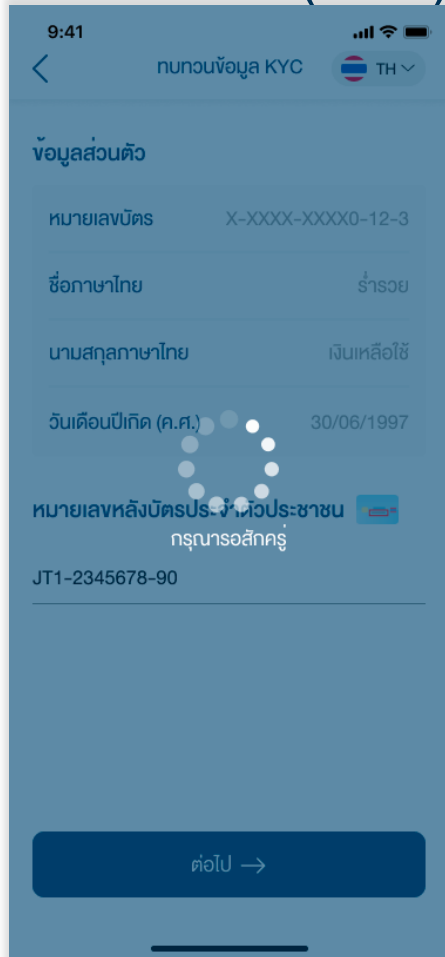 9:41
ทบทวนข้อมูล KYC
TH
ข้อมูลส่วนตัว
หมายเลขบัตร X-XXXX-XXXX0-12-3
ชื่อภาษาไทย ร่ำรวย
นามสกุลภาษาไทย เงินเหลือใช้
วันเดือนปีเกิด (ค.ศ.) 30/06/1997
หมายเลขหลังบัตรประจำตัวประชาชน
กรุณารอสักครู่
JT1-2345678-90
ต่อไป →